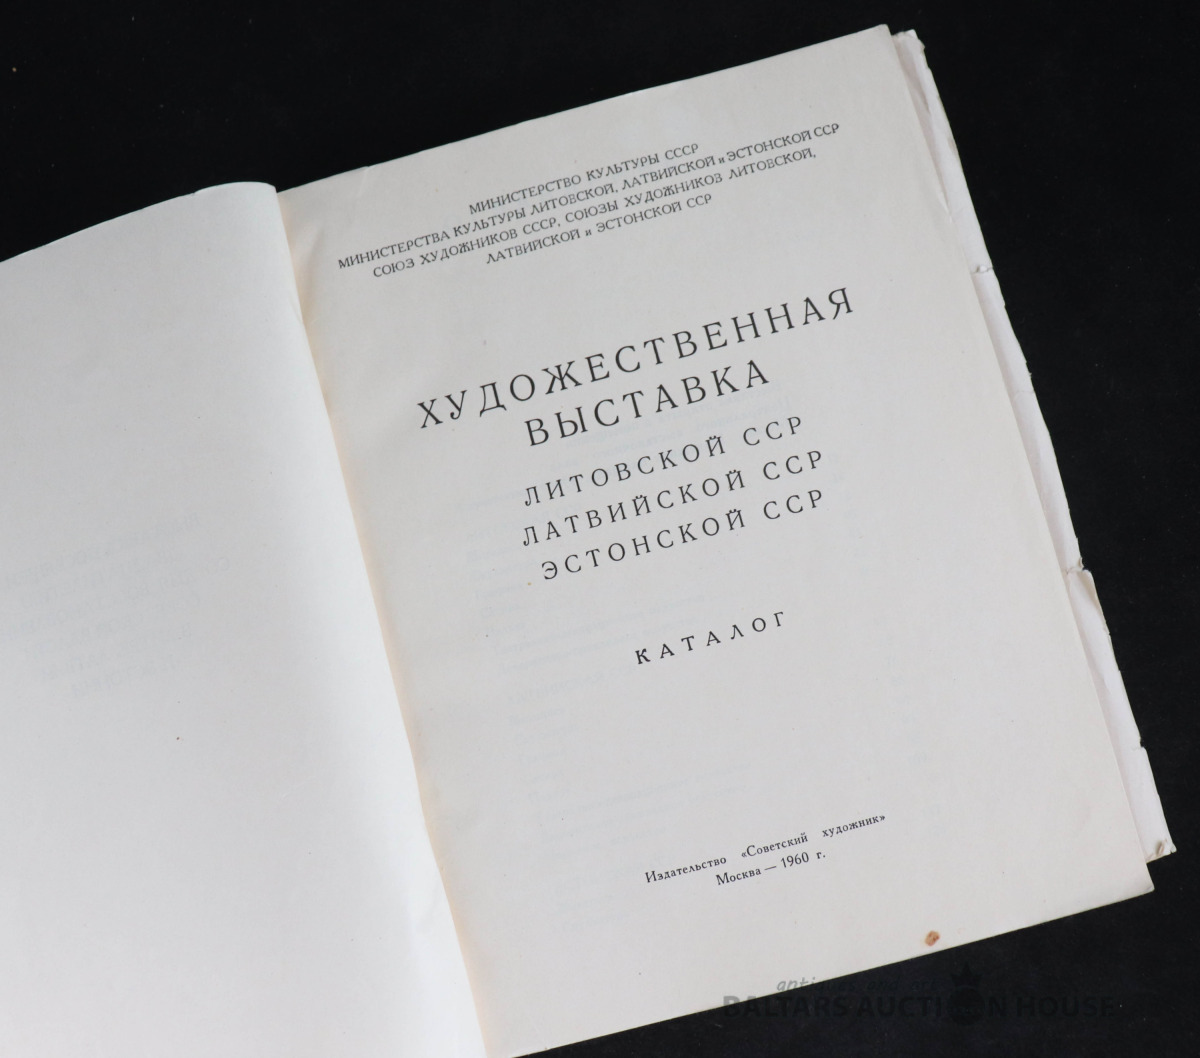 МИНИСТЕРСТВО КУЛЬТУРЫ СССР
МИНИСТЕРСТВА КУЛЬТУРЫ ЛИТОВСКОЙ, ЛАТВИЙСКОЙ и ЭСТОНСКОЙ ССР
СОЮЗ ХУДОЖНИКОВ СССР, СОЮЗЫ ХУДОЖНИКОВ ЛИТОВСКОЙ,
ЛАТВИЙСКОЙ и ЭСТОНСКОЙ ССР
ХУДОЖЕСТВЕННАЯ
ВЫСТАВКА
ЛИТОВСКОЙ ССР
ЛАТВИЙСКОЙ ССР
ЭСТОНСКОЙ ССР
КАТАЛОГ
Издательство «Советский художник»
Москва — 1960 г.
BALTARS AUCTION HOUSE